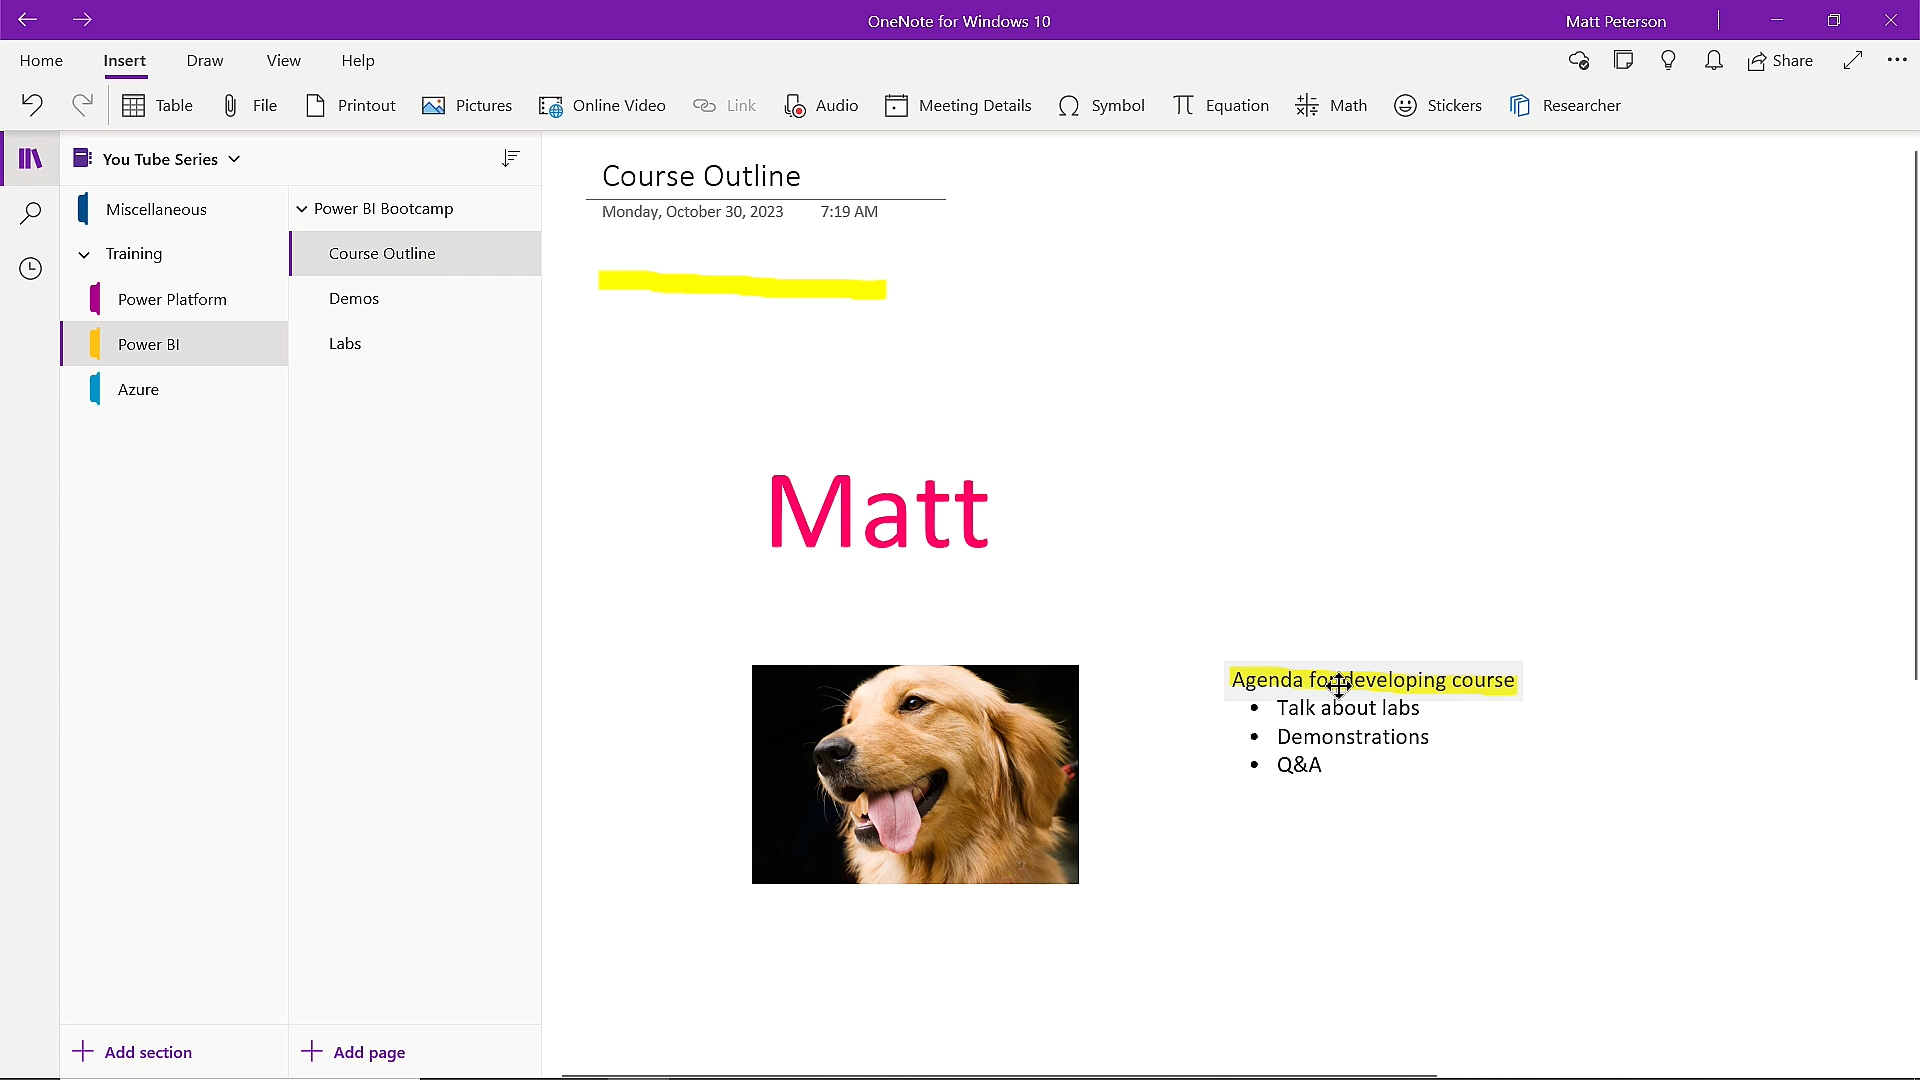 OneNote for Windows 10
Matt Peterson
Home Insert Draw View Help
Share
Table File Printout Pictures Online Video Link Audio Meeting Details Symbol Equation Math Stickers Researcher
You Tube Series
Miscellaneous
Training
Power Platform
Power BI
Azure
Add section
Power BI Bootcamp
Course Outline
Demos
Labs
Add page
Course Outline
Monday, October 30, 2023 7:19 AM
Matt
Agenda for developing course
• Talk about labs
• Demonstrations
• Q&A